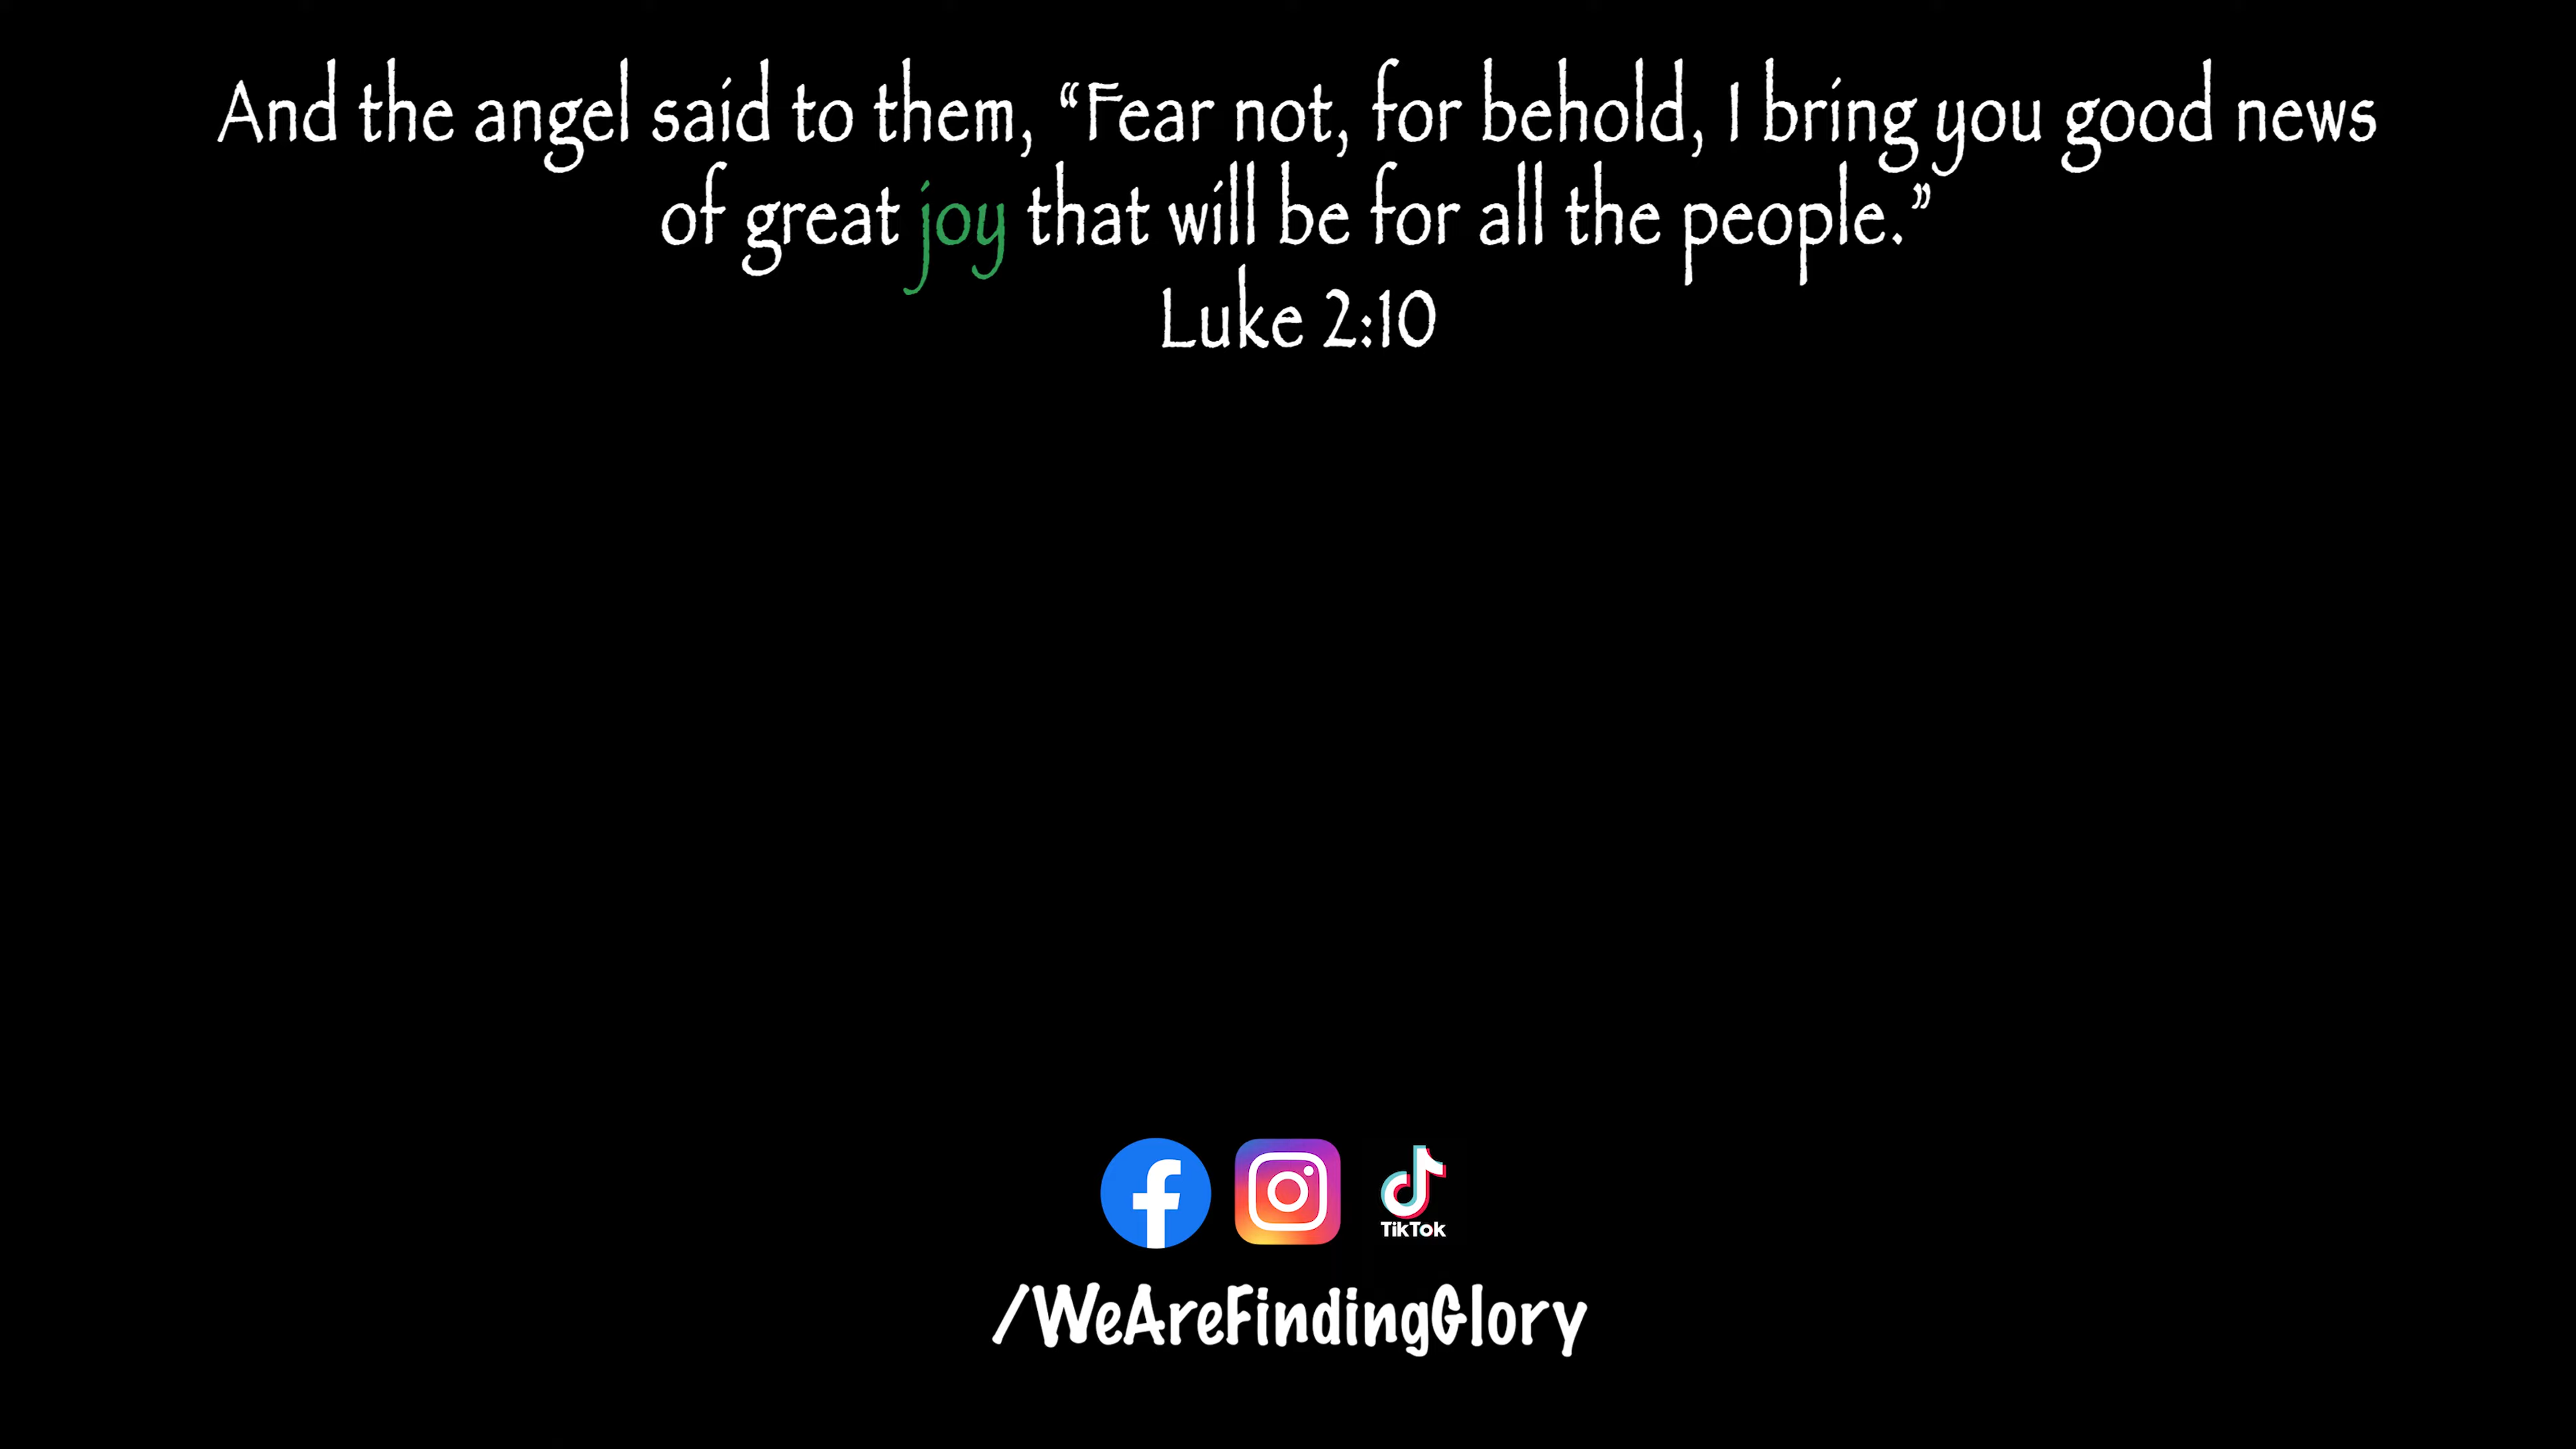 And the angel said to them, “Fear not, for behold, I bring you good news
of great joy that will be for all the people.”
Luke 2:10
TikTok
/WeAreFindingGlory